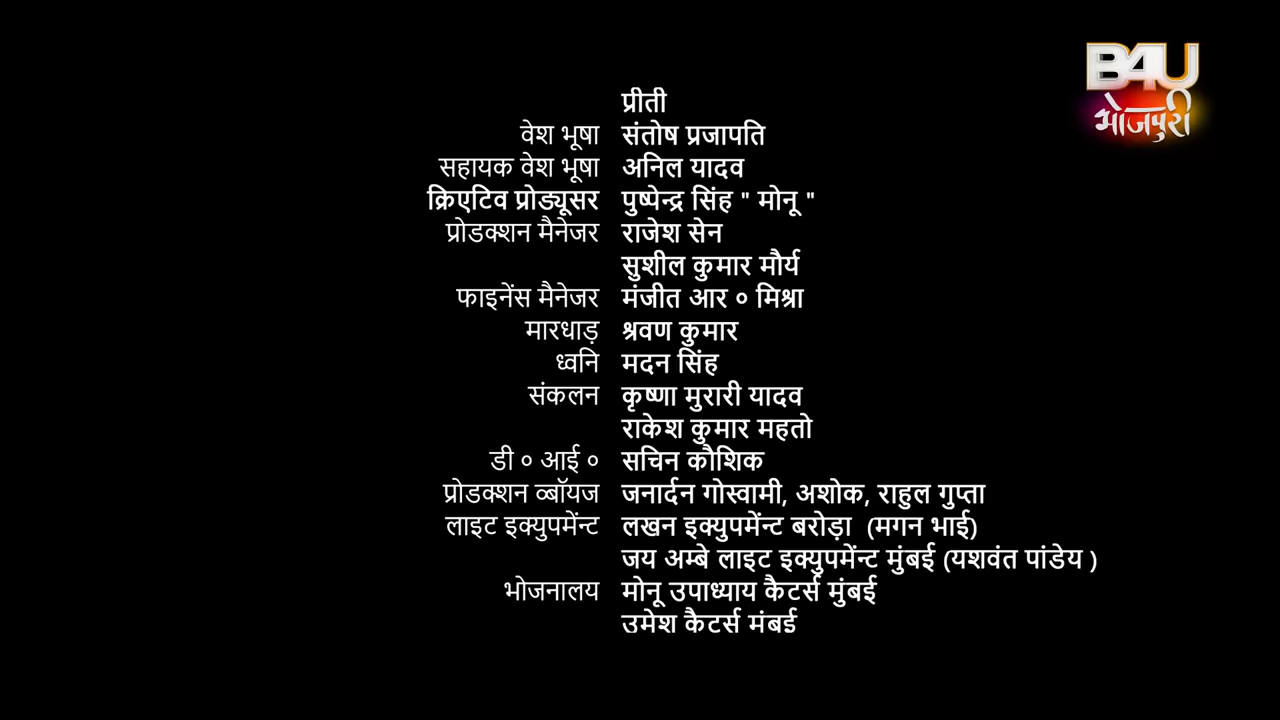 B4U
भोजपुरी
प्रीती
वेश भूषा संतोष प्रजापति
सहायक वेश भूषा अनिल यादव
क्रिएटिव प्रोड्यूसर पुष्पेन्द्र सिंह " मोनू "
प्रोडक्शन मैनेजर राजेश सेन
सुशील कुमार मौर्य
फाइनेंस मैनेजर मंजीत आर ० मिश्रा
मारधाड़ श्रवण कुमार
ध्वनि मदन सिंह
संकलन कृष्णा मुरारी यादव
राकेश कुमार महतो
डी ० आई ० सचिन कौशिक
प्रोडक्शन व्बॉयज जनार्दन गोस्वामी, अशोक, राहुल गुप्ता
लाइट इक्युपमेंन्ट लखन इक्युपमेंन्ट बरोड़ा (मगन भाई)
जय अम्बे लाइट इक्युपमेंन्ट मुंबई (यशवंत पांडेय )
भोजनालय मोनू उपाध्याय कैटर्स मुंबई
उमेश कैटर्स मुंबई